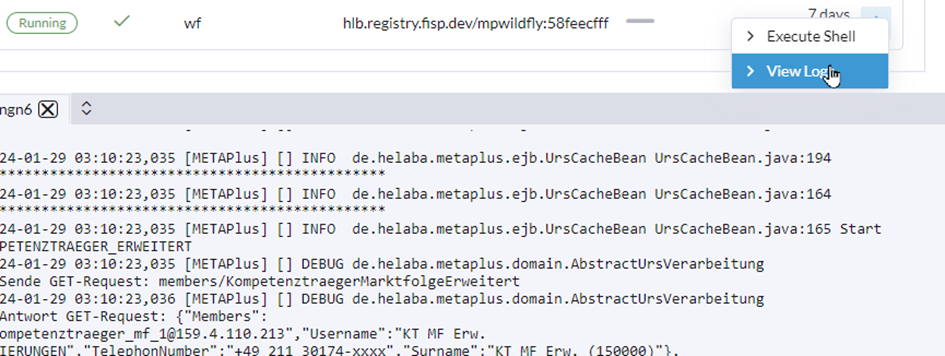 Running wf hlb.registry.fisp.dev/mpwildfly:58feecfff 7 days
Execute Shell
View Logs
ngn6
24-01-29 03:10:23,035 [METAPlus] [] INFO de.helaba.metaplus.ejb.UrsCacheBean UrsCacheBean.java:194
*********************************************
24-01-29 03:10:23,035 [METAPlus] [] INFO de.helaba.metaplus.ejb.UrsCacheBean UrsCacheBean.java:164
*********************************************
24-01-29 03:10:23,035 [METAPlus] [] INFO de.helaba.metaplus.ejb.UrsCacheBean UrsCacheBean.java:165 Start
PETENZTRAEGER_ERWEITERT
24-01-29 03:10:23,035 [METAPlus] [] DEBUG de.helaba.metaplus.domain.AbstractUrsVerarbeitung
Sende GET-Request: members/KompetenztraegerMarktfolgeErweitert
24-01-29 03:10:23,036 [METAPlus] [] DEBUG de.helaba.metaplus.domain.AbstractUrsVerarbeitung
Antwort GET-Request: {"Members":
ompetenztraeger_mf_1@159.4.110.213","Username":"KT MF Erw.
IERUNGEN","TelephonNumber":"+49 211 30174-xxxx","Surname":"KT MF Erw. (150000)"},